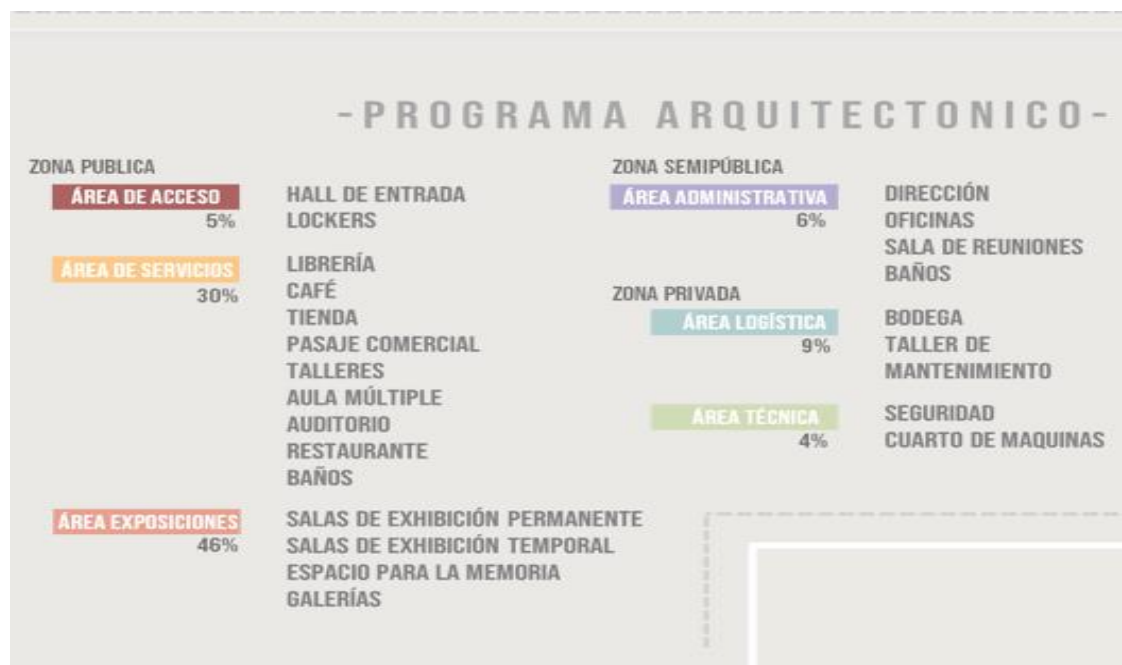 -PROGRAMA ARQUITECTONICO-
ZONA PUBLICA
ÁREA DE ACCESO
5%
HALL DE ENTRADA
LOCKERS
ÁREA DE SERVICIOS
30%
LIBRERÍA
CAFÉ
TIENDA
PASAJE COMERCIAL
TALLERES
AULA MÚLTIPLE
AUDITORIO
RESTAURANTE
BAÑOS
ÁREA EXPOSICIONES
46%
SALAS DE EXHIBICIÓN PERMANENTE
SALAS DE EXHIBICIÓN TEMPORAL
ESPACIO PARA LA MEMORIA
GALERÍAS
ZONA SEMIPÚBLICA
ÁREA ADMINISTRATIVA
6%
DIRECCIÓN
OFICINAS
SALA DE REUNIONES
BAÑOS
ZONA PRIVADA
ÁREA LOGÍSTICA
9%
BODEGA
TALLER DE
MANTENIMIENTO
ÁREA TÉCNICA
4%
SEGURIDAD
CUARTO DE MAQUINAS